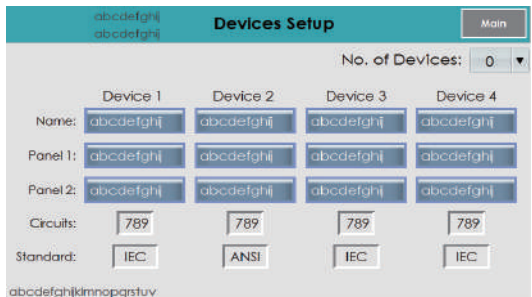 abcdefghij
abcdefghij
Devices Setup
Main
No. of Devices: 0
Device 1 Device 2 Device 3 Device 4
Name: abcdefghij abcdefghij abcdefghij abcdefghij
Panel 1: abcdefghij abcdefghij abcdefghij abcdefghij
Panel 2: abcdefghij abcdefghij abcdefghij abcdefghij
Circuits: 789 789 789 789
Standard: IEC ANSI IEC IEC
abcdefghijklmnopqrstuv